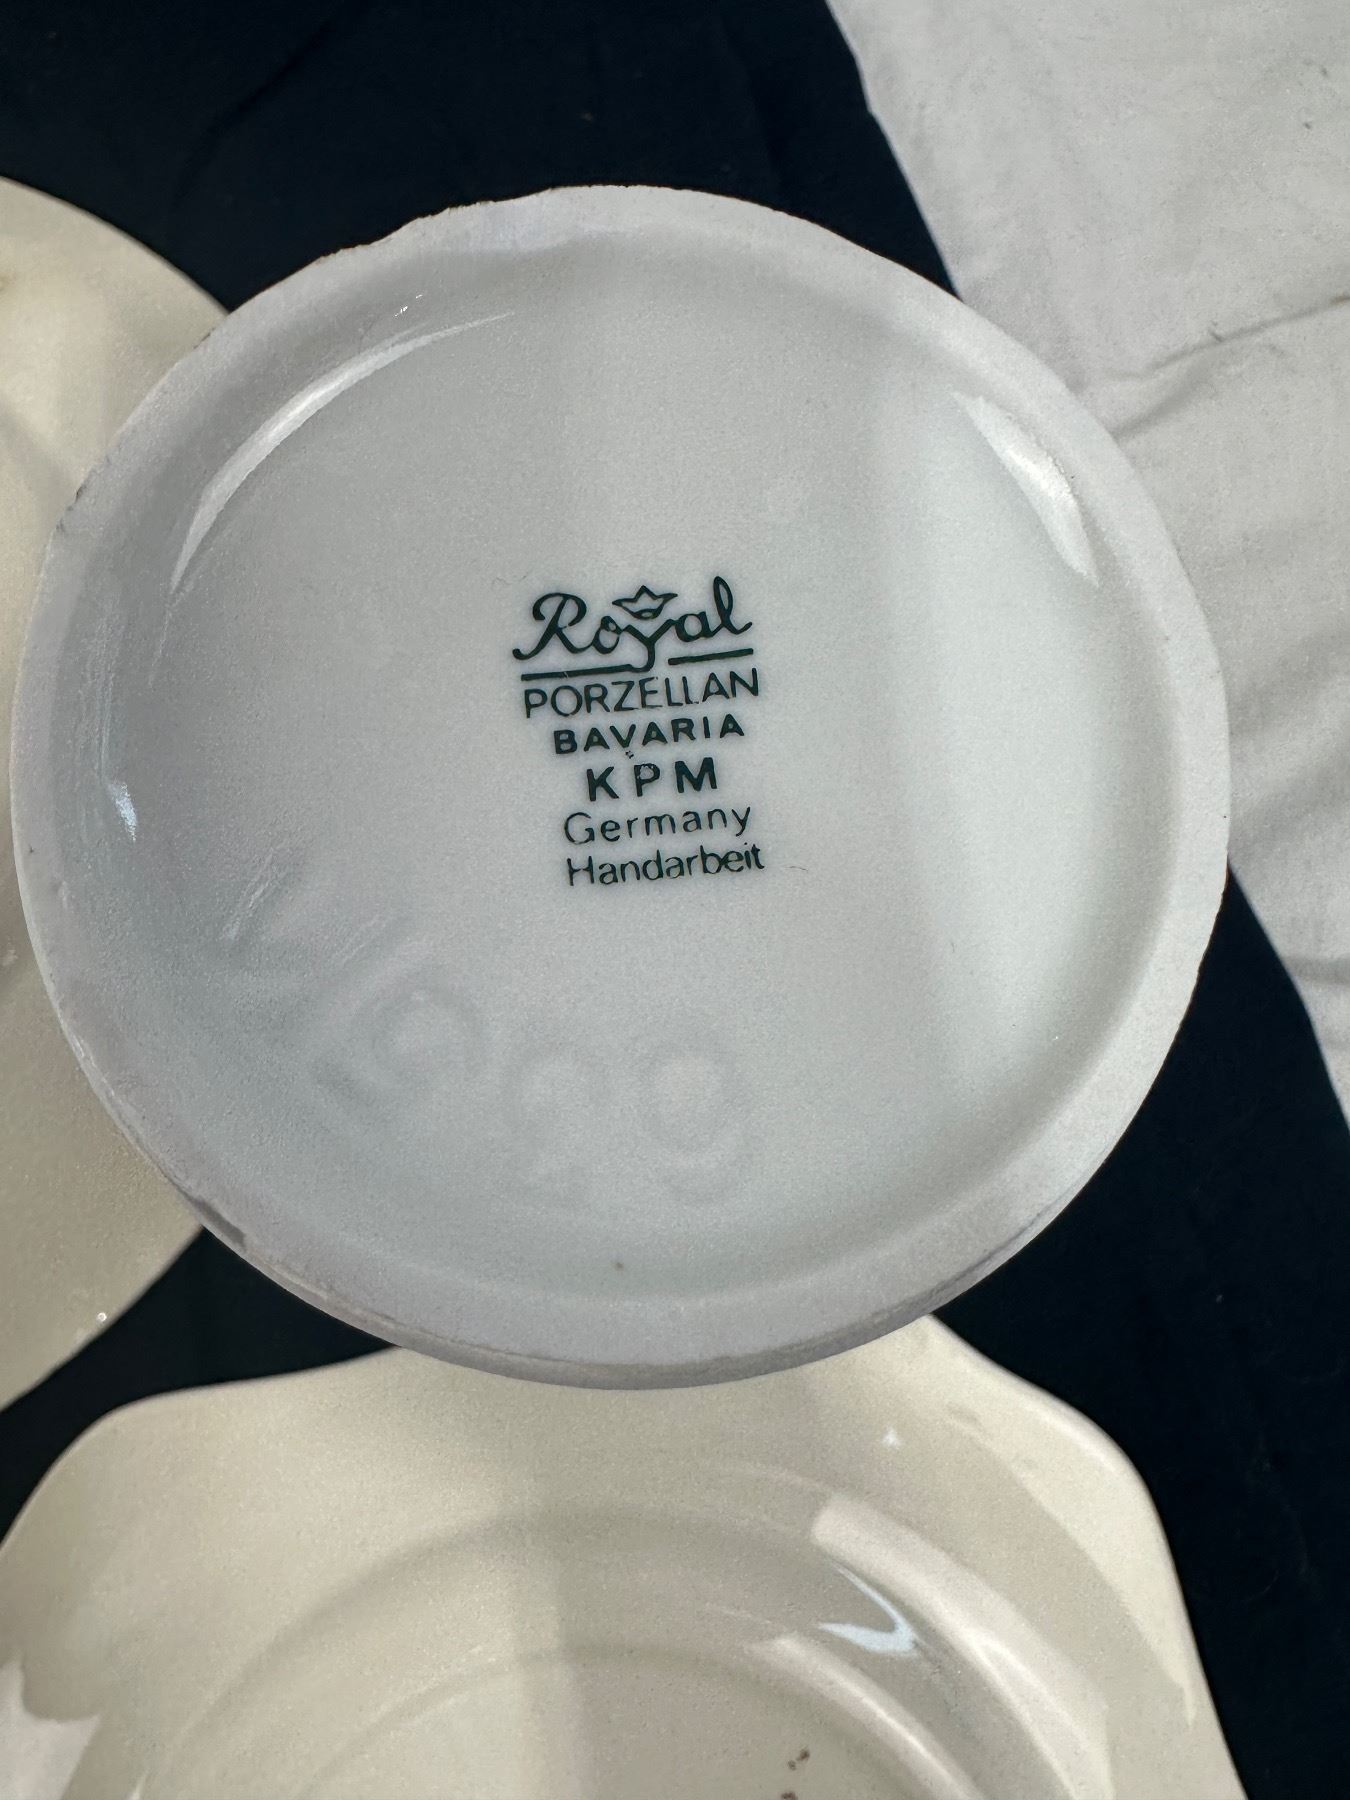 Royal
PORZELLAN
BAVARIA
KPM
Germany
Handarbeit